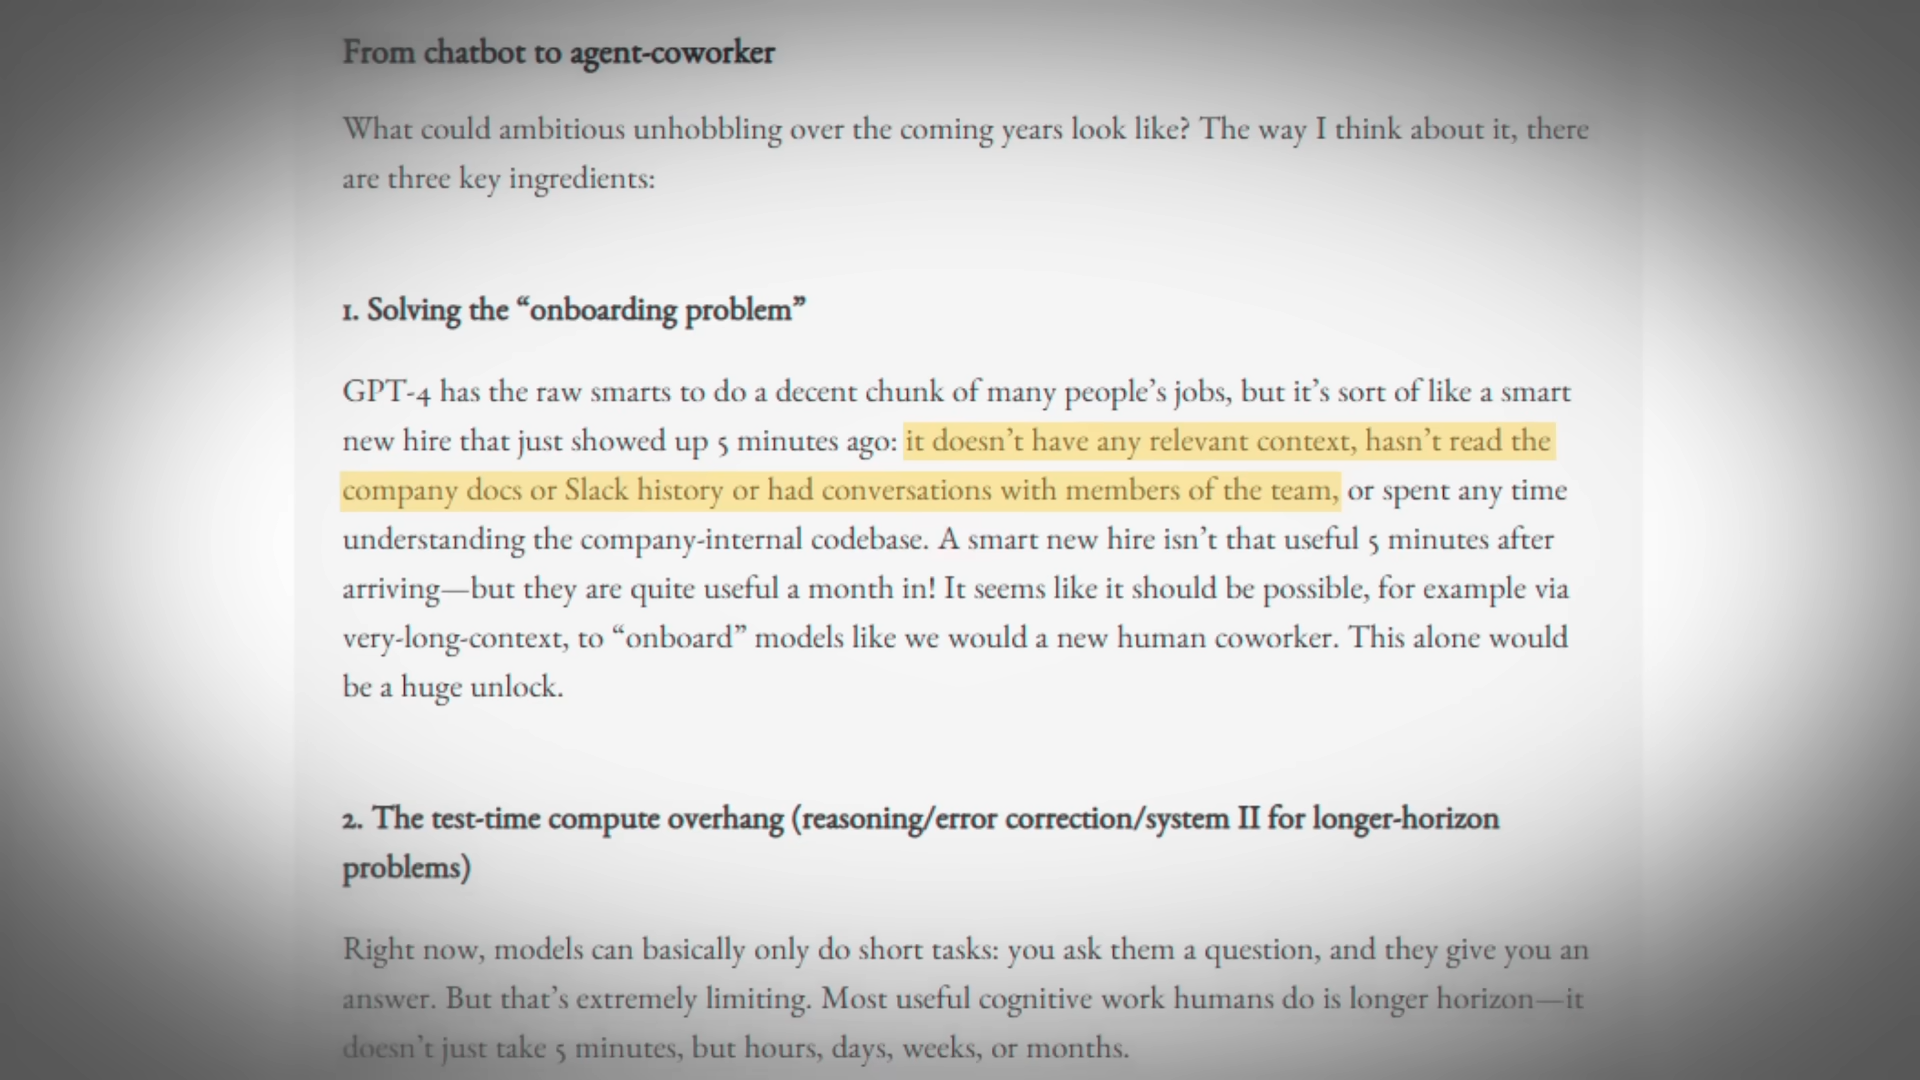 From chatbot to agent-coworker
What could ambitious unhobbling over the coming years look like? The way I think about it, there
are three key ingredients:
1. Solving the “onboarding problem”
GPT-4 has the raw smarts to do a decent chunk of many people’s jobs, but it’s sort of like a smart
new hire that just showed up 5 minutes ago: it doesn’t have any relevant context, hasn’t read the
company docs or Slack history or had conversations with members of the team, or spent any time
understanding the company-internal codebase. A smart new hire isn’t that useful 5 minutes after
arriving—but they are quite useful a month in! It seems like it should be possible, for example via
very-long-context, to “onboard” models like we would a new human coworker. This alone would
be a huge unlock.
2. The test-time compute overhang (reasoning/error correction/system II for longer-horizon
problems)
Right now, models can basically only do short tasks: you ask them a question, and they give you an
answer. But that’s extremely limiting. Most useful cognitive work humans do is longer horizon—it
doesn’t just take 5 minutes, but hours, days, weeks, or months.